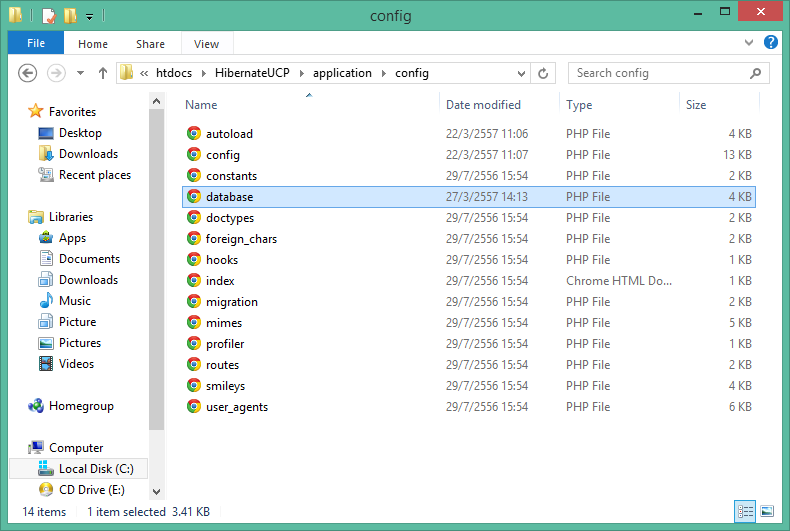 config
File Home Share View
« htdocs HibernateUCP application config Search config
Favorites
Desktop
Downloads
Recent places
Libraries
Apps
Documents
Downloads
Music
Picture
Pictures
Videos
Homegroup
Computer
Local Disk (C:)
CD Drive (E:)
Name Date modified Type Size
autoload 22/3/2557 11:06 PHP File 4 KB
config 22/3/2557 11:07 PHP File 13 KB
constants 29/7/2556 15:54 PHP File 2 KB
database 27/3/2557 14:13 PHP File 4 KB
doctypes 29/7/2556 15:54 PHP File 2 KB
foreign_chars 29/7/2556 15:54 PHP File 2 KB
hooks 29/7/2556 15:54 PHP File 1 KB
index 29/7/2556 15:54 Chrome HTML Do... 1 KB
migration 29/7/2556 15:54 PHP File 2 KB
mimes 29/7/2556 15:54 PHP File 5 KB
profiler 29/7/2556 15:54 PHP File 1 KB
routes 29/7/2556 15:54 PHP File 2 KB
smileys 29/7/2556 15:54 PHP File 4 KB
user_agents 29/7/2556 15:54 PHP File 6 KB
14 items 1 item selected 3.41 KB